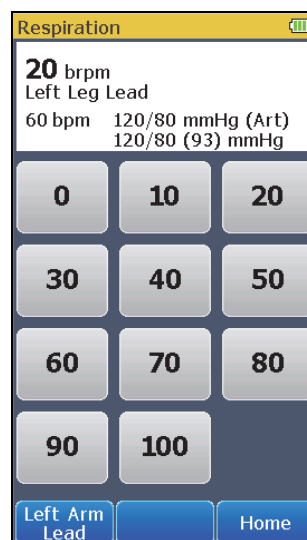 Respiration
20 brpm
Left Leg Lead
60 bpm 120/80 mmHg (Art)
120/80 (93) mmHg
0 10 20
30 40 50
60 70 80
90 100
Left Arm
Lead
Home